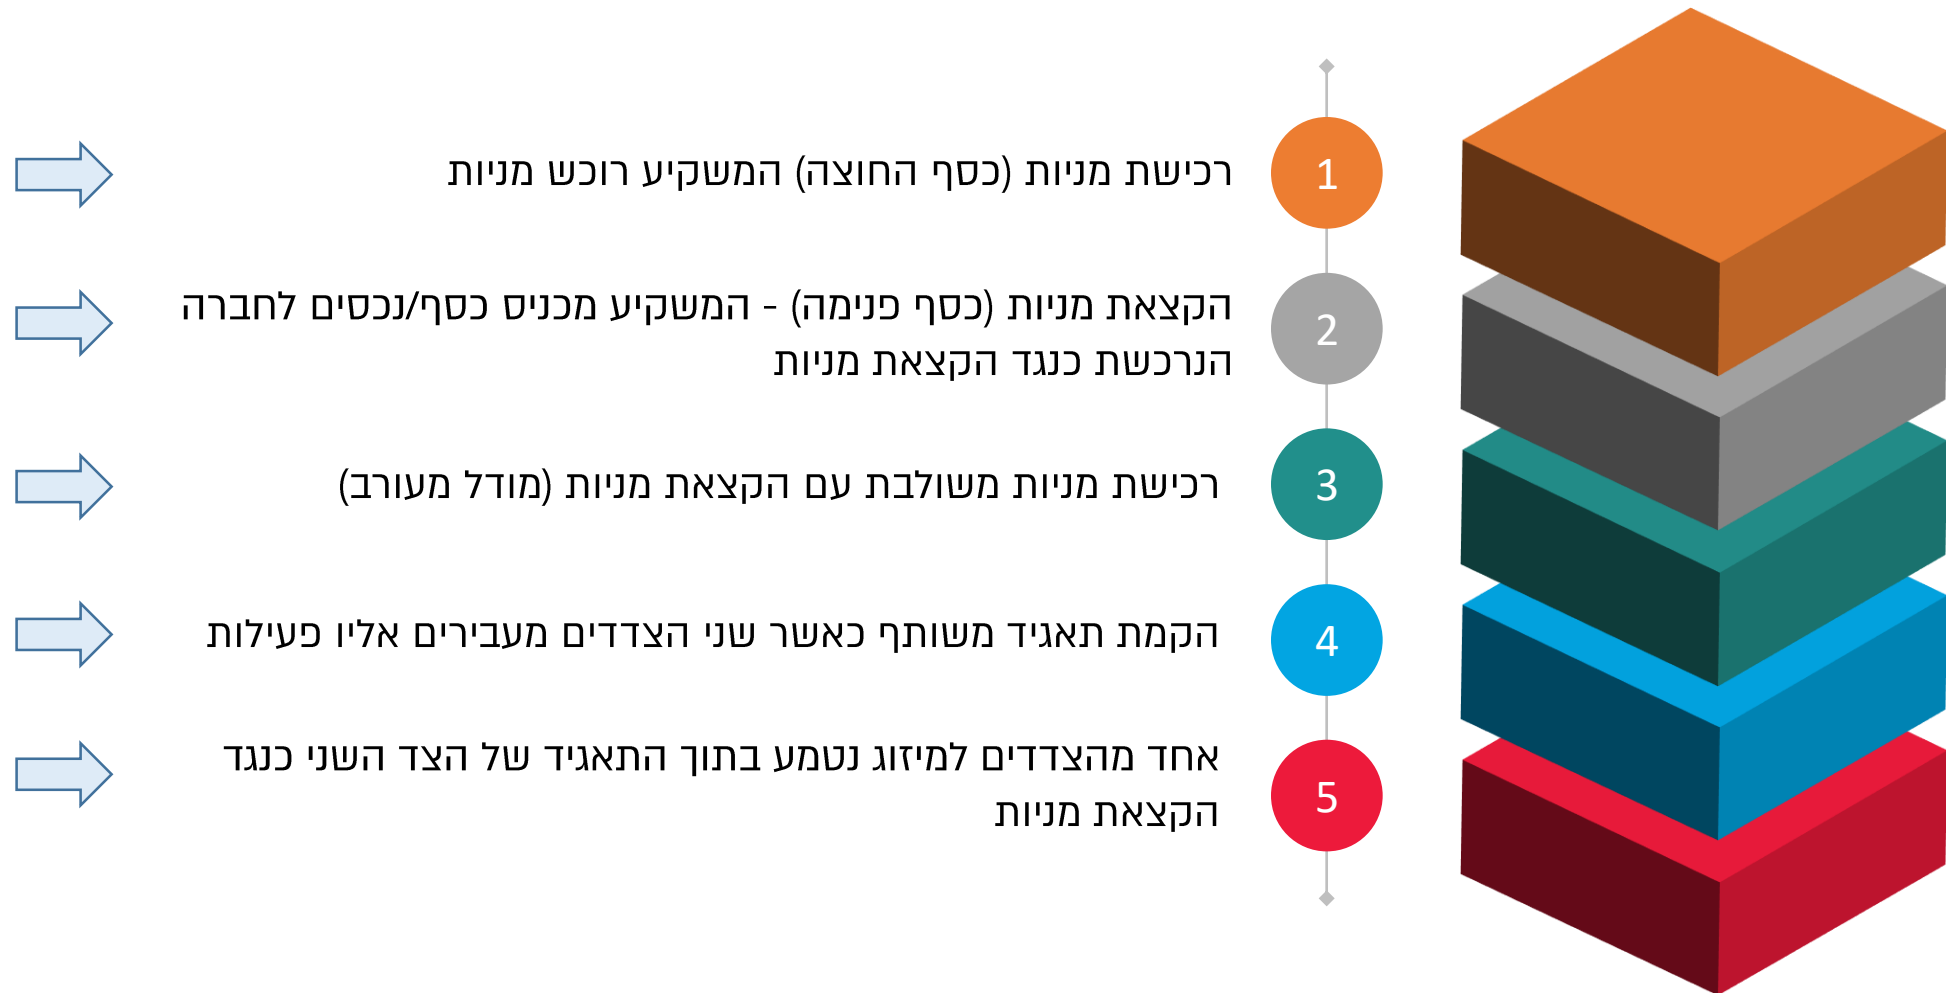 1
רכישת מניות (כסף החוצה) המשקיע רוכש מניות
2
הקצאת מניות (כסף פנימה) - המשקיע מכניס כסף/נכסים לחברה
הנרכשת כנגד הקצאת מניות
3
רכישת מניות משולבת עם הקצאת מניות (מודל מעורב)
4
הקמת תאגיד משותף כאשר שני הצדדים מעבירים אליו פעילות
5
אחד מהצדדים למיזוג נטמע בתוך התאגיד של הצד השני כנגד
הקצאת מניות